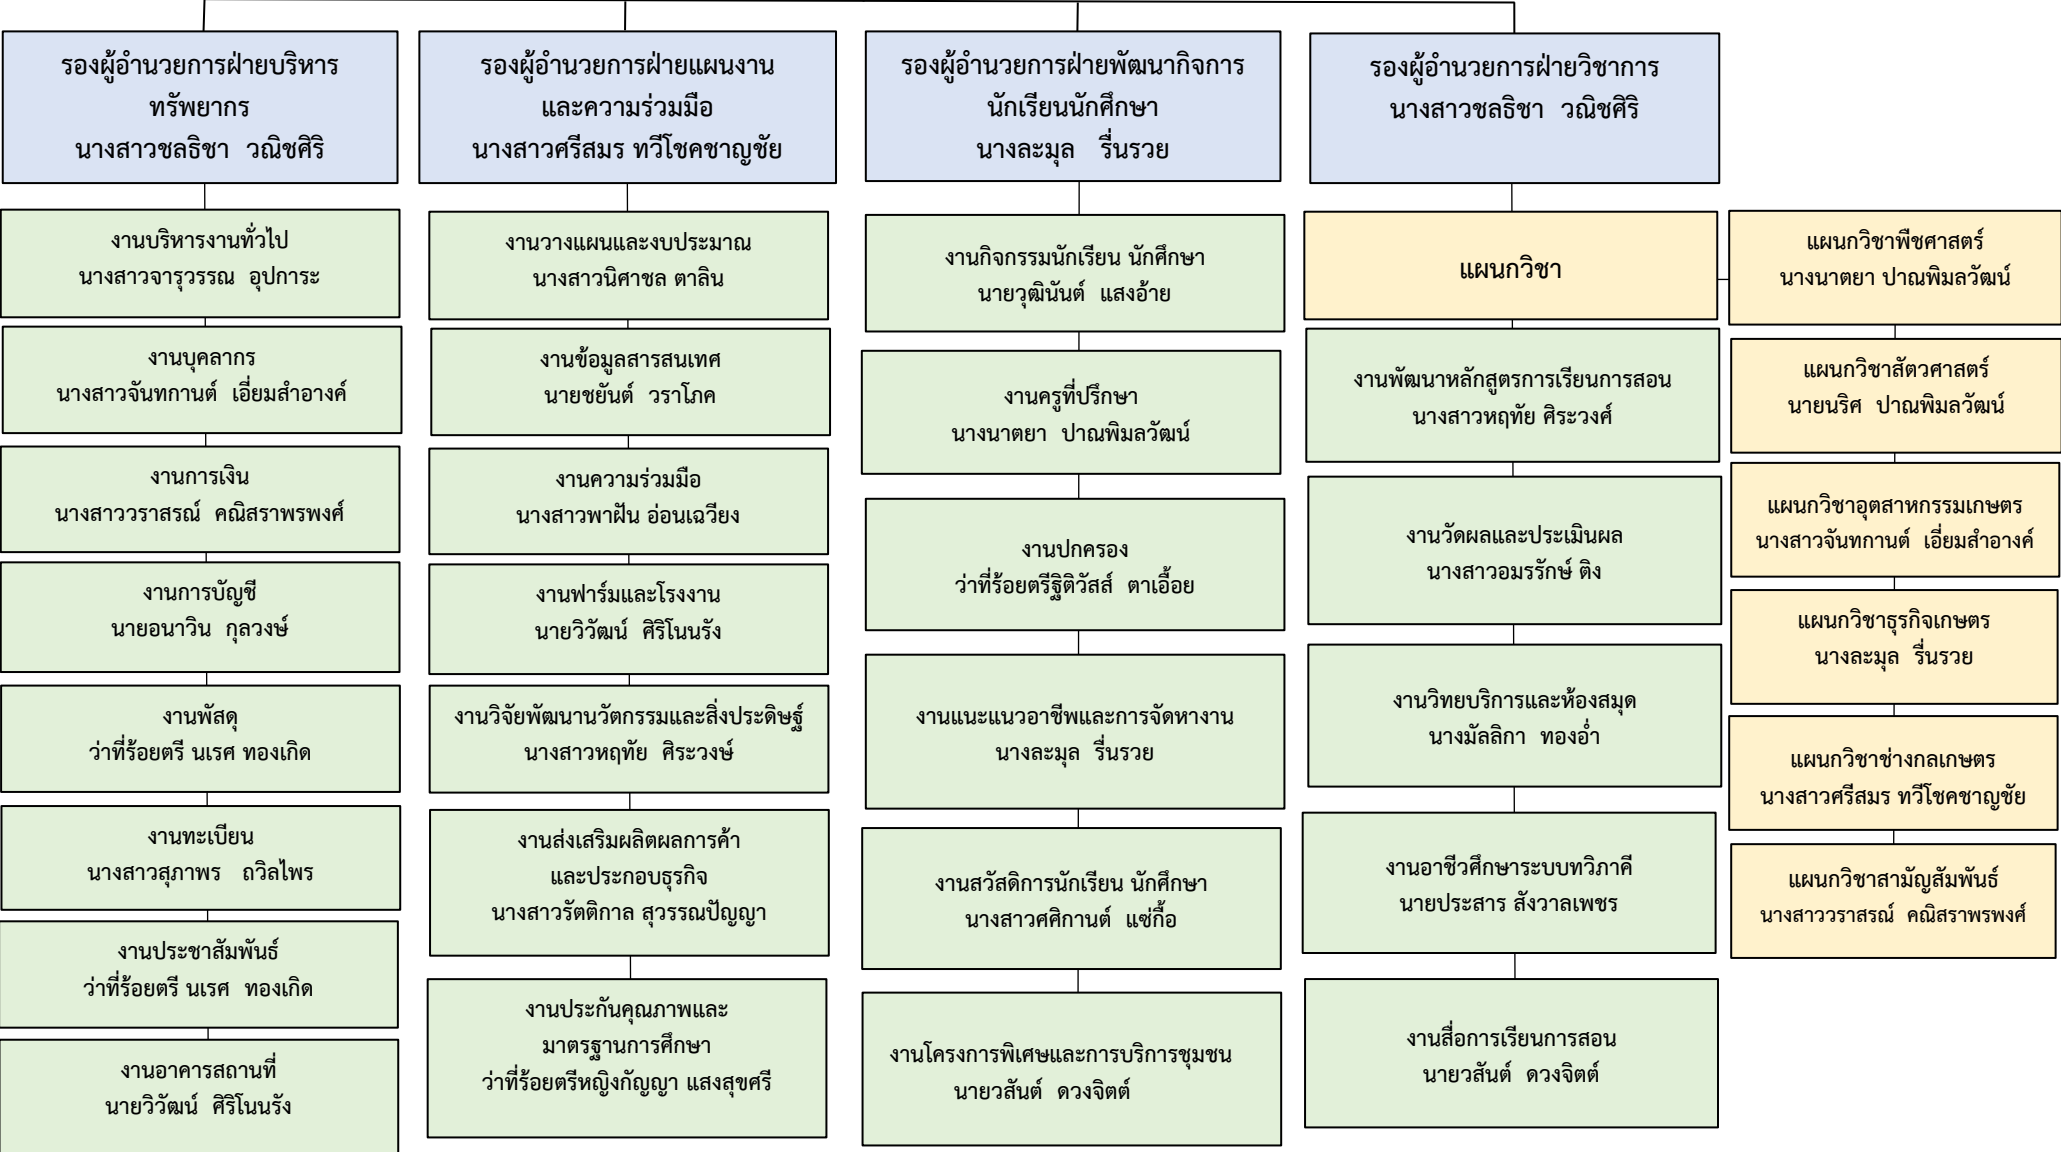 รองผู้อำนวยการฝ่ายบริหาร
ทรัพยากร
นางสาวชลธิชา วณิชศิริ
งานบริหารงานทั่วไป
นางสาวจารุวรรณ อุปการะ
งานบุคลากร
นางสาวจันทกานต์ เอี่ยมสำอางค์
งานการเงิน
นางสาววราสรณ์ คณิสราพรพงศ์
งานการบัญชี
นายอนาวิน กุลวงษ์
งานพัสดุ
ว่าที่ร้อยตรี นเรศ ทองเกิด
งานทะเบียน
นางสาวสุภาพร ถวิลไพร
งานประชาสัมพันธ์
ว่าที่ร้อยตรี นเรศ ทองเกิด
งานอาคารสถานที่
นายวิวัฒน์ ศิริโนนรัง
รองผู้อำนวยการฝ่ายแผนงาน
และความร่วมมือ
นางสาวศรีสมร ทวีโชคชาญชัย
งานวางแผนและงบประมาณ
นางสาวนิศาชล ตาลิน
งานข้อมูลสารสนเทศ
นายชยันต์ วราโภค
งานความร่วมมือ
นางสาวพาฝัน อ่อนเฉวียง
งานฟาร์มและโรงงาน
นายวิวัฒน์ ศิริโนนรัง
งานวิจัยพัฒนานวัตกรรมและสิ่งประดิษฐ์
นางสาวหฤทัย ศิระวงษ์
งานส่งเสริมผลิตผลการค้า
และประกอบธุรกิจ
นางสาวรัตติกาล สุวรรณปัญญา
งานประกันคุณภาพและ
มาตรฐานการศึกษา
ว่าที่ร้อยตรีหญิงกัญญา แสงสุขศรี
รองผู้อำนวยการฝ่ายพัฒนากิจการ
นักเรียนนักศึกษา
นางละมุล รื่นรวย
งานกิจกรรมนักเรียน นักศึกษา
นายวุฒินันต์ แสงอ้าย
งานครูที่ปรึกษา
นางนาตยา ปาณพิมลวัฒน์
งานปกครอง
ว่าที่ร้อยตรีฐิติวัสส์ ตาเอื้อย
งานแนะแนวอาชีพและการจัดหางาน
นางละมุล รื่นรวย
งานสวัสดิการนักเรียน นักศึกษา
นางสาวศศิกานต์ แซ่กื้อ
งานโครงการพิเศษและการบริการชุมชน
นายวสันต์ ดวงจิตต์
รองผู้อำนวยการฝ่ายวิชาการ
นางสาวชลธิชา วณิชศิริ
แผนกวิชา
งานพัฒนาหลักสูตรการเรียนการสอน
นางสาวหฤทัย ศิระวงศ์
งานวัดผลและประเมินผล
นางสาวอมรรักษ์ ติง
งานวิทยบริการและห้องสมุด
นางมัลลิกา ทองอ่ำ
งานอาชีวศึกษาระบบทวิภาคี
นายประสาร สังวาลเพชร
งานสื่อการเรียนการสอน
นายวสันต์ ดวงจิตต์
แผนกวิชาพืชศาสตร์
นางนาตยา ปาณพิมลวัฒน์
แผนกวิชาสัตวศาสตร์
นายนริศ ปาณพิมลวัฒน์
แผนกวิชาอุตสาหกรรมเกษตร
นางสาวจันทกานต์ เอี่ยมสำอางค์
แผนกวิชาธุรกิจเกษตร
นางละมุล รื่นรวย
แผนกวิชาช่างกลเกษตร
นางสาวศรีสมร ทวีโชคชาญชัย
แผนกวิชาสามัญสัมพันธ์
นางสาววราสรณ์ คณิสราพรพงศ์